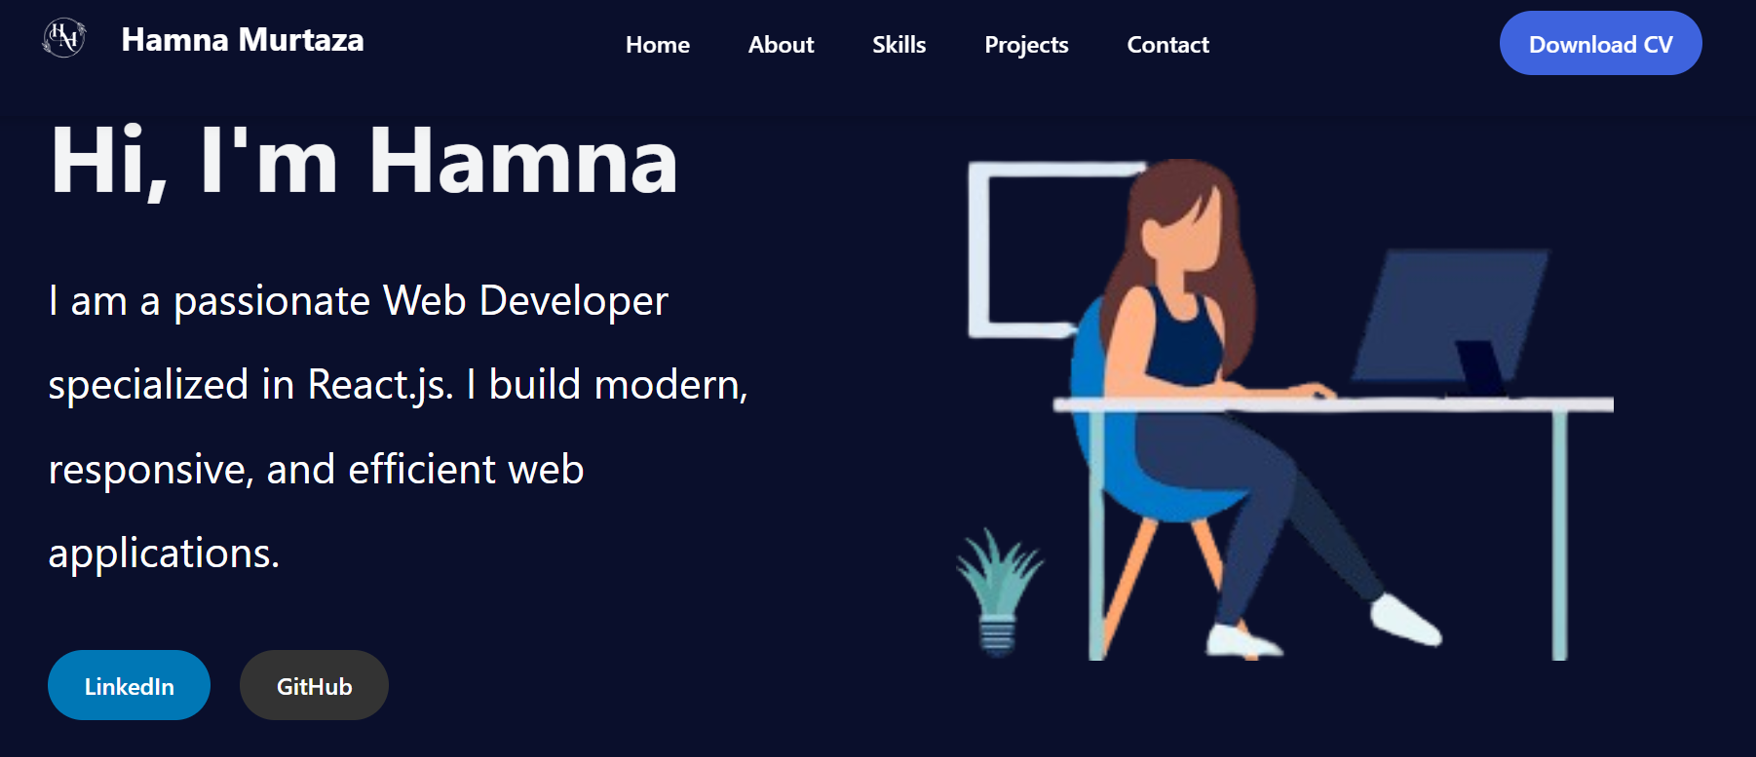 HM
Hamna Murtaza
Home
About
Skills
Projects
Contact
Download CV
Hi, I'm Hamna
I am a passionate Web Developer
specialized in React.js. I build modern,
responsive, and efficient web
applications.
LinkedIn
GitHub